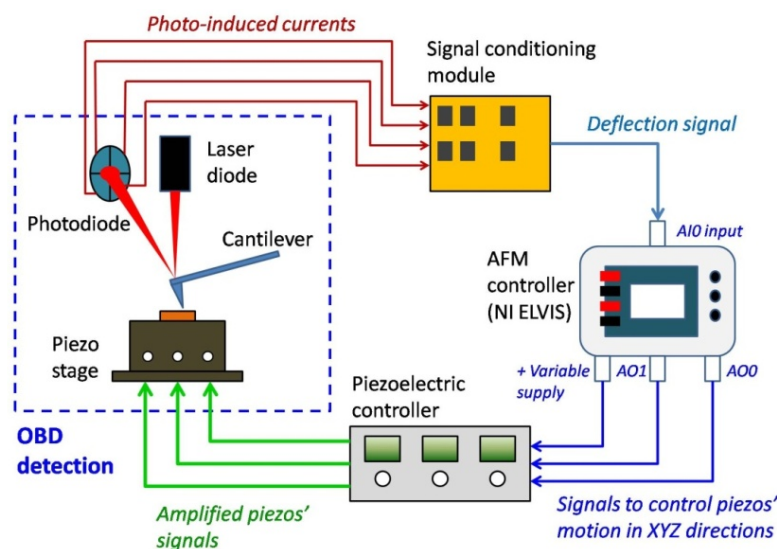 Photo-induced currents
Signal conditioning
module
Deflection signal
Laser
diode
Photodiode
Cantilever
AI0 input
AFM
controller
(NI ELVIS)
Piezo
stage
+ Variable
supply
AO1
AO0
Piezoelectric
controller
OBD
detection
Amplified piezos'
signals
Signals to control piezos'
motion in XYZ directions